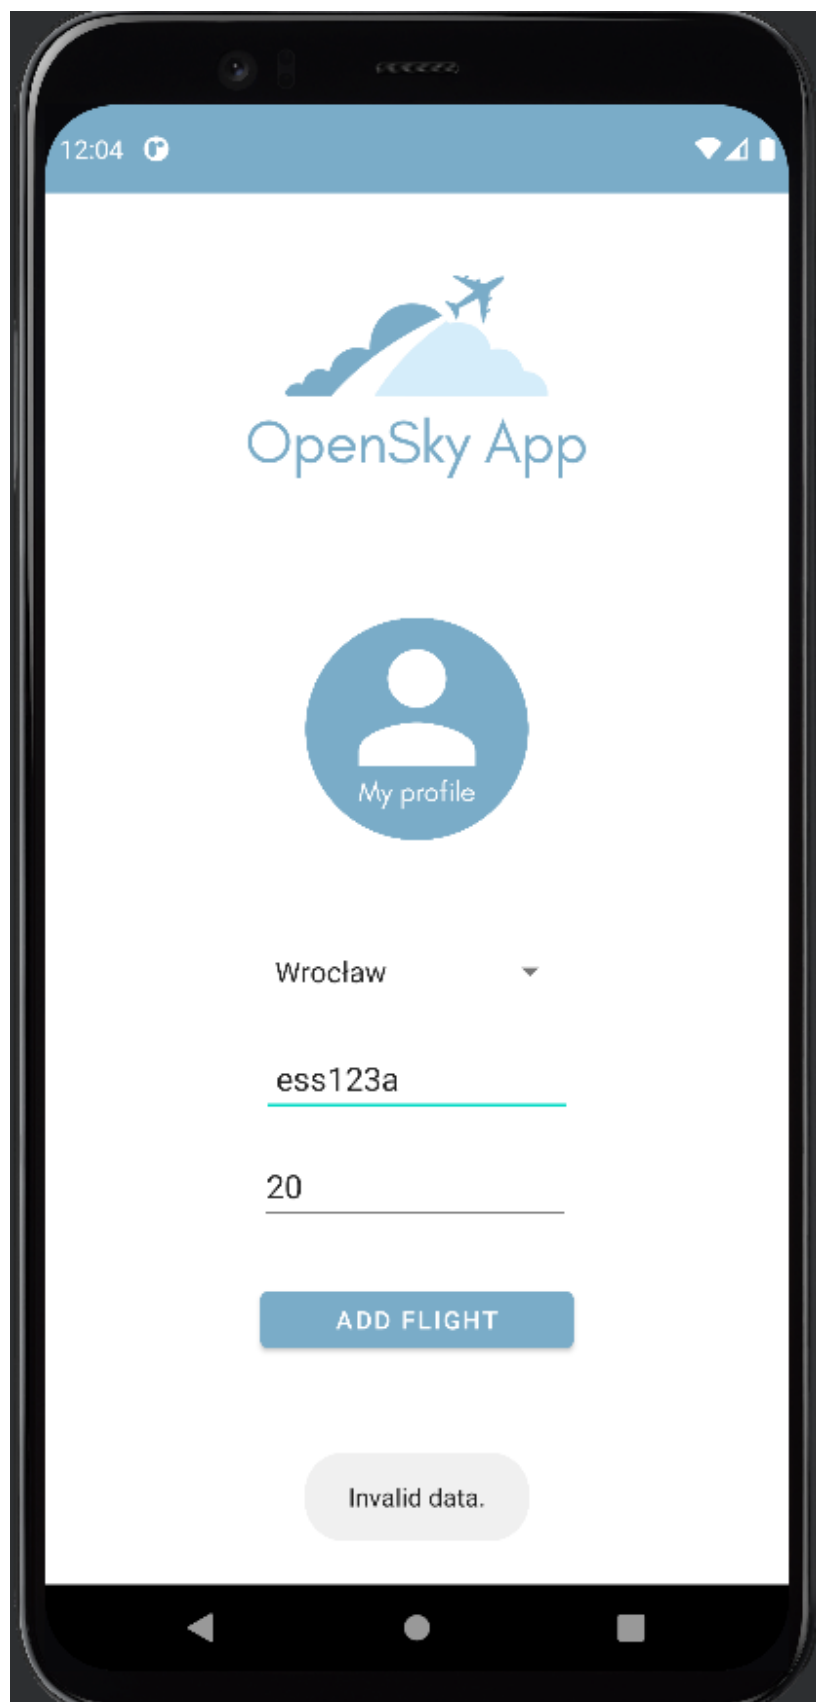 12:04
OpenSky App
My profile
Wrocław
ess123a
20
ADD FLIGHT
Invalid data.